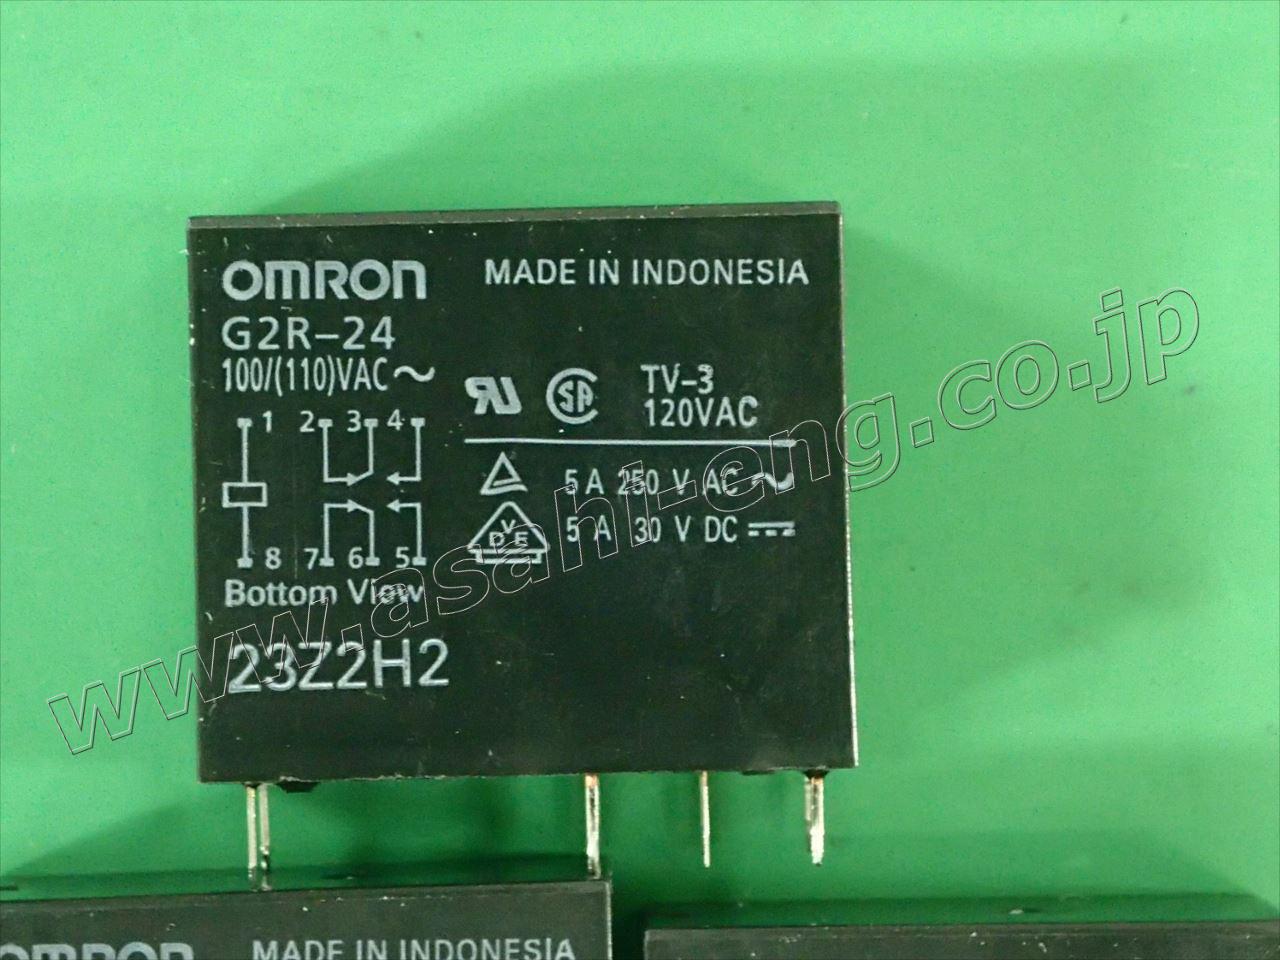 OMRON MADE IN INDONESIA
G2R-24
100/(110)VAC ~
TV-3
120VAC
1 2 3 4
5 A 250 V AC ~
VDE
5 A 30 V DC
8 7 6 5
Bottom View
23Z2H2
www.asahi-eng.co.jp
OMRON MADE IN INDONESIA